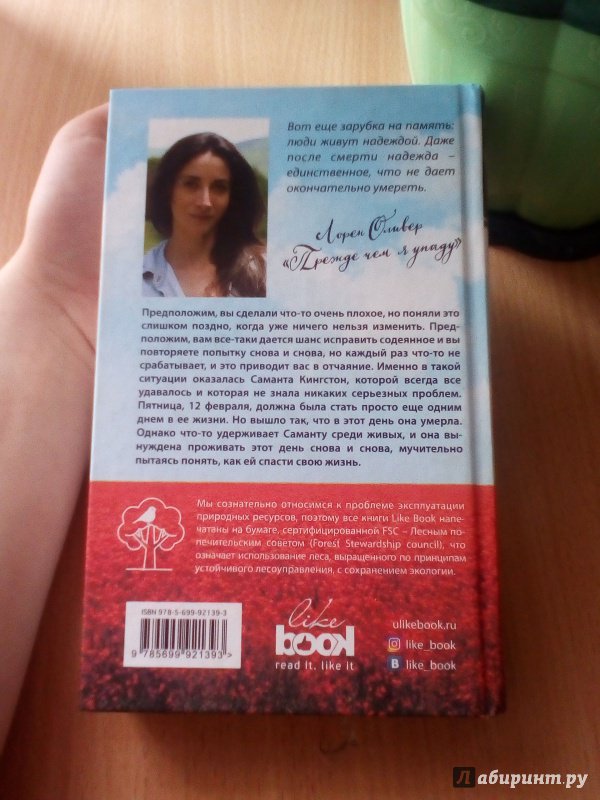 Вот еще зарубка на память:
люди живут надеждой. Даже
после смерти надежда –
единственное, что не дает
окончательно умереть.
Лорен Оливер
«Прежде чем я упаду»
Предположим, вы сделали что-то очень плохое, но поняли это
слишком поздно, когда уже ничего нельзя изменить. Пред-
положим, вам все-таки дается шанс исправить содеянное и вы
повторяете попытку снова и снова, но каждый раз что-то не
срабатывает, и это приводит вас в отчаяние. Именно в такой
ситуации оказалась Саманта Кингстон, которой всегда все
удавалось и которая не знала никаких серьезных проблем.
Пятница, 12 февраля, должна была стать просто еще одним
днем в ее жизни. Но вышло так, что в этот день она умерла.
Однако что-то удерживает Саманту среди живых, и она вы-
нуждена проживать этот день снова и снова, мучительно
пытаясь понять, как ей спасти свою жизнь.
Мы сознательно относимся к проблеме эксплуатации
природных ресурсов, поэтому все книги Like Book напе-
чатаны на бумаге, сертифицированной FSC – Лесным по-
печительским советом (Forest Stewardship council), что
означает использование леса, выращенного по принципам
устойчивого лесоуправления, с сохранением экологии.
ISBN 978-5-699-92139-3
9 785699 921393 >
like
book
read it. like it
ulikebook.ru
like_book
В like_book
Лабиринт.ру